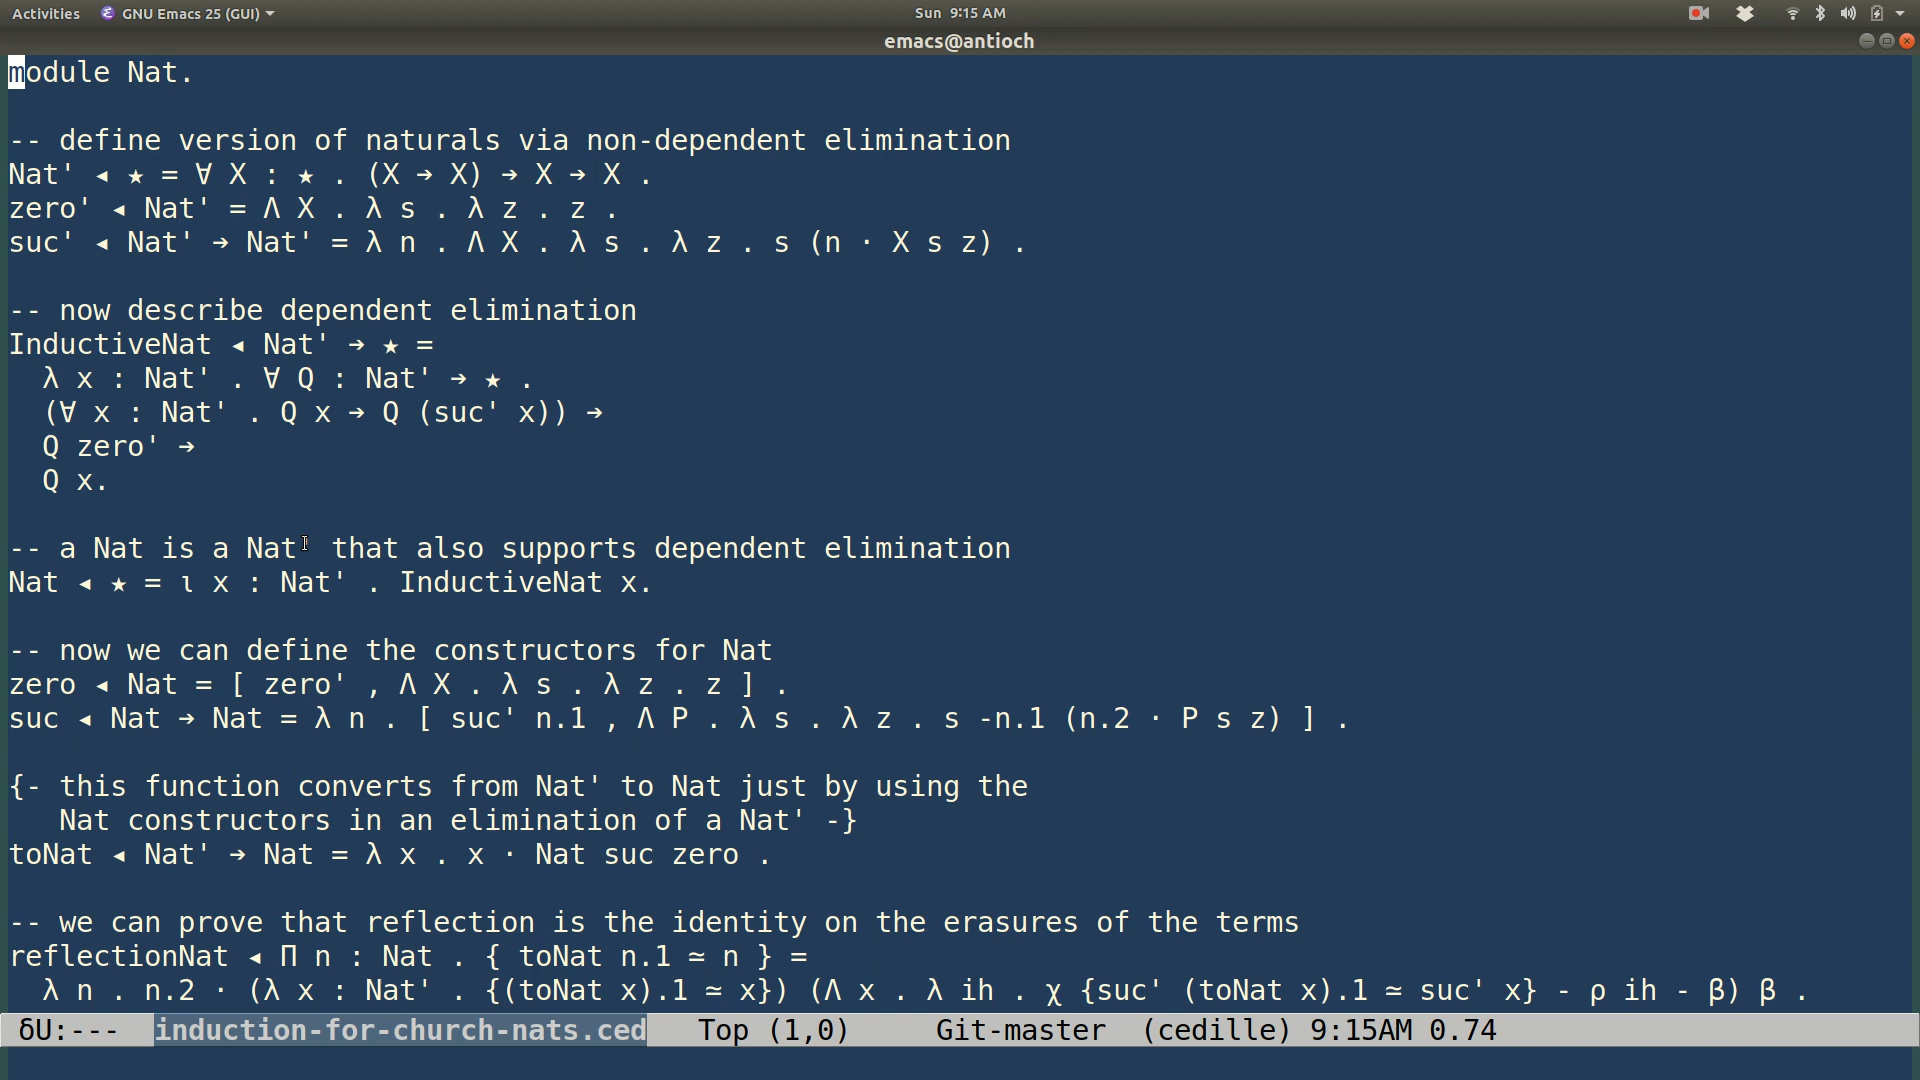 Activities GNU Emacs 25 (GUI) Sun 9:15 AM
emacs@antioch
module Nat.
-- define version of naturals via non-dependent elimination
Nat' ◂ ★ = ∀ X : ★ . (X ➔ X) ➔ X ➔ X .
zero' ◂ Nat' = Λ X . λ s . λ z . z .
suc' ◂ Nat' ➔ Nat' = λ n . Λ X . λ s . λ z . s (n · X s z) .
-- now describe dependent elimination
InductiveNat ◂ Nat' ➔ ★ =
  λ x : Nat' . ∀ Q : Nat' ➔ ★ .
  (∀ x : Nat' . Q x ➔ Q (suc' x)) ➔
  Q zero' ➔
  Q x.
-- a Nat is a Nat' that also supports dependent elimination
Nat ◂ ★ = ι x : Nat' . InductiveNat x.
-- now we can define the constructors for Nat
zero ◂ Nat = [ zero' , Λ X . λ s . λ z . z ] .
suc ◂ Nat ➔ Nat = λ n . [ suc' n.1 , Λ P . λ s . λ z . s -n.1 (n.2 · P s z) ] .
{- this function converts from Nat' to Nat just by using the
   Nat constructors in an elimination of a Nat' -}
toNat ◂ Nat' ➔ Nat = λ x . x · Nat suc zero .
-- we can prove that reflection is the identity on the erasures of the terms
reflectionNat ◂ Π n : Nat . { toNat n.1 ≃ n } =
  λ n . n.2 · (λ x : Nat' . {(toNat x).1 ≃ x}) (Λ x . λ ih . χ {suc' (toNat x).1 ≃ suc' x} - ρ ih - β) β .
δU:--- induction-for-church-nats.ced Top (1,0) Git-master (cedille) 9:15AM 0.74